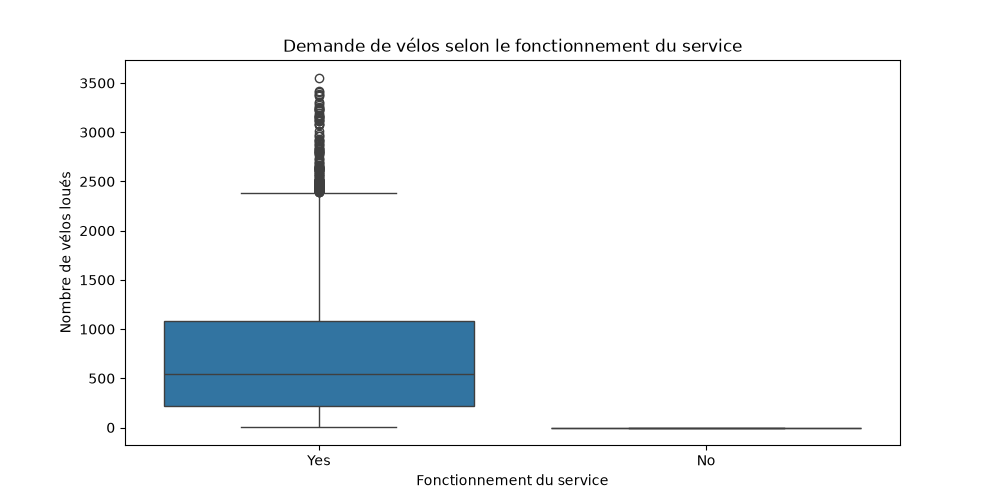 Demande de vélos selon le fonctionnement du service
Nombre de vélos loués
3500
3000
2500
2000
1500
1000
500
0
Yes
No
Fonctionnement du service